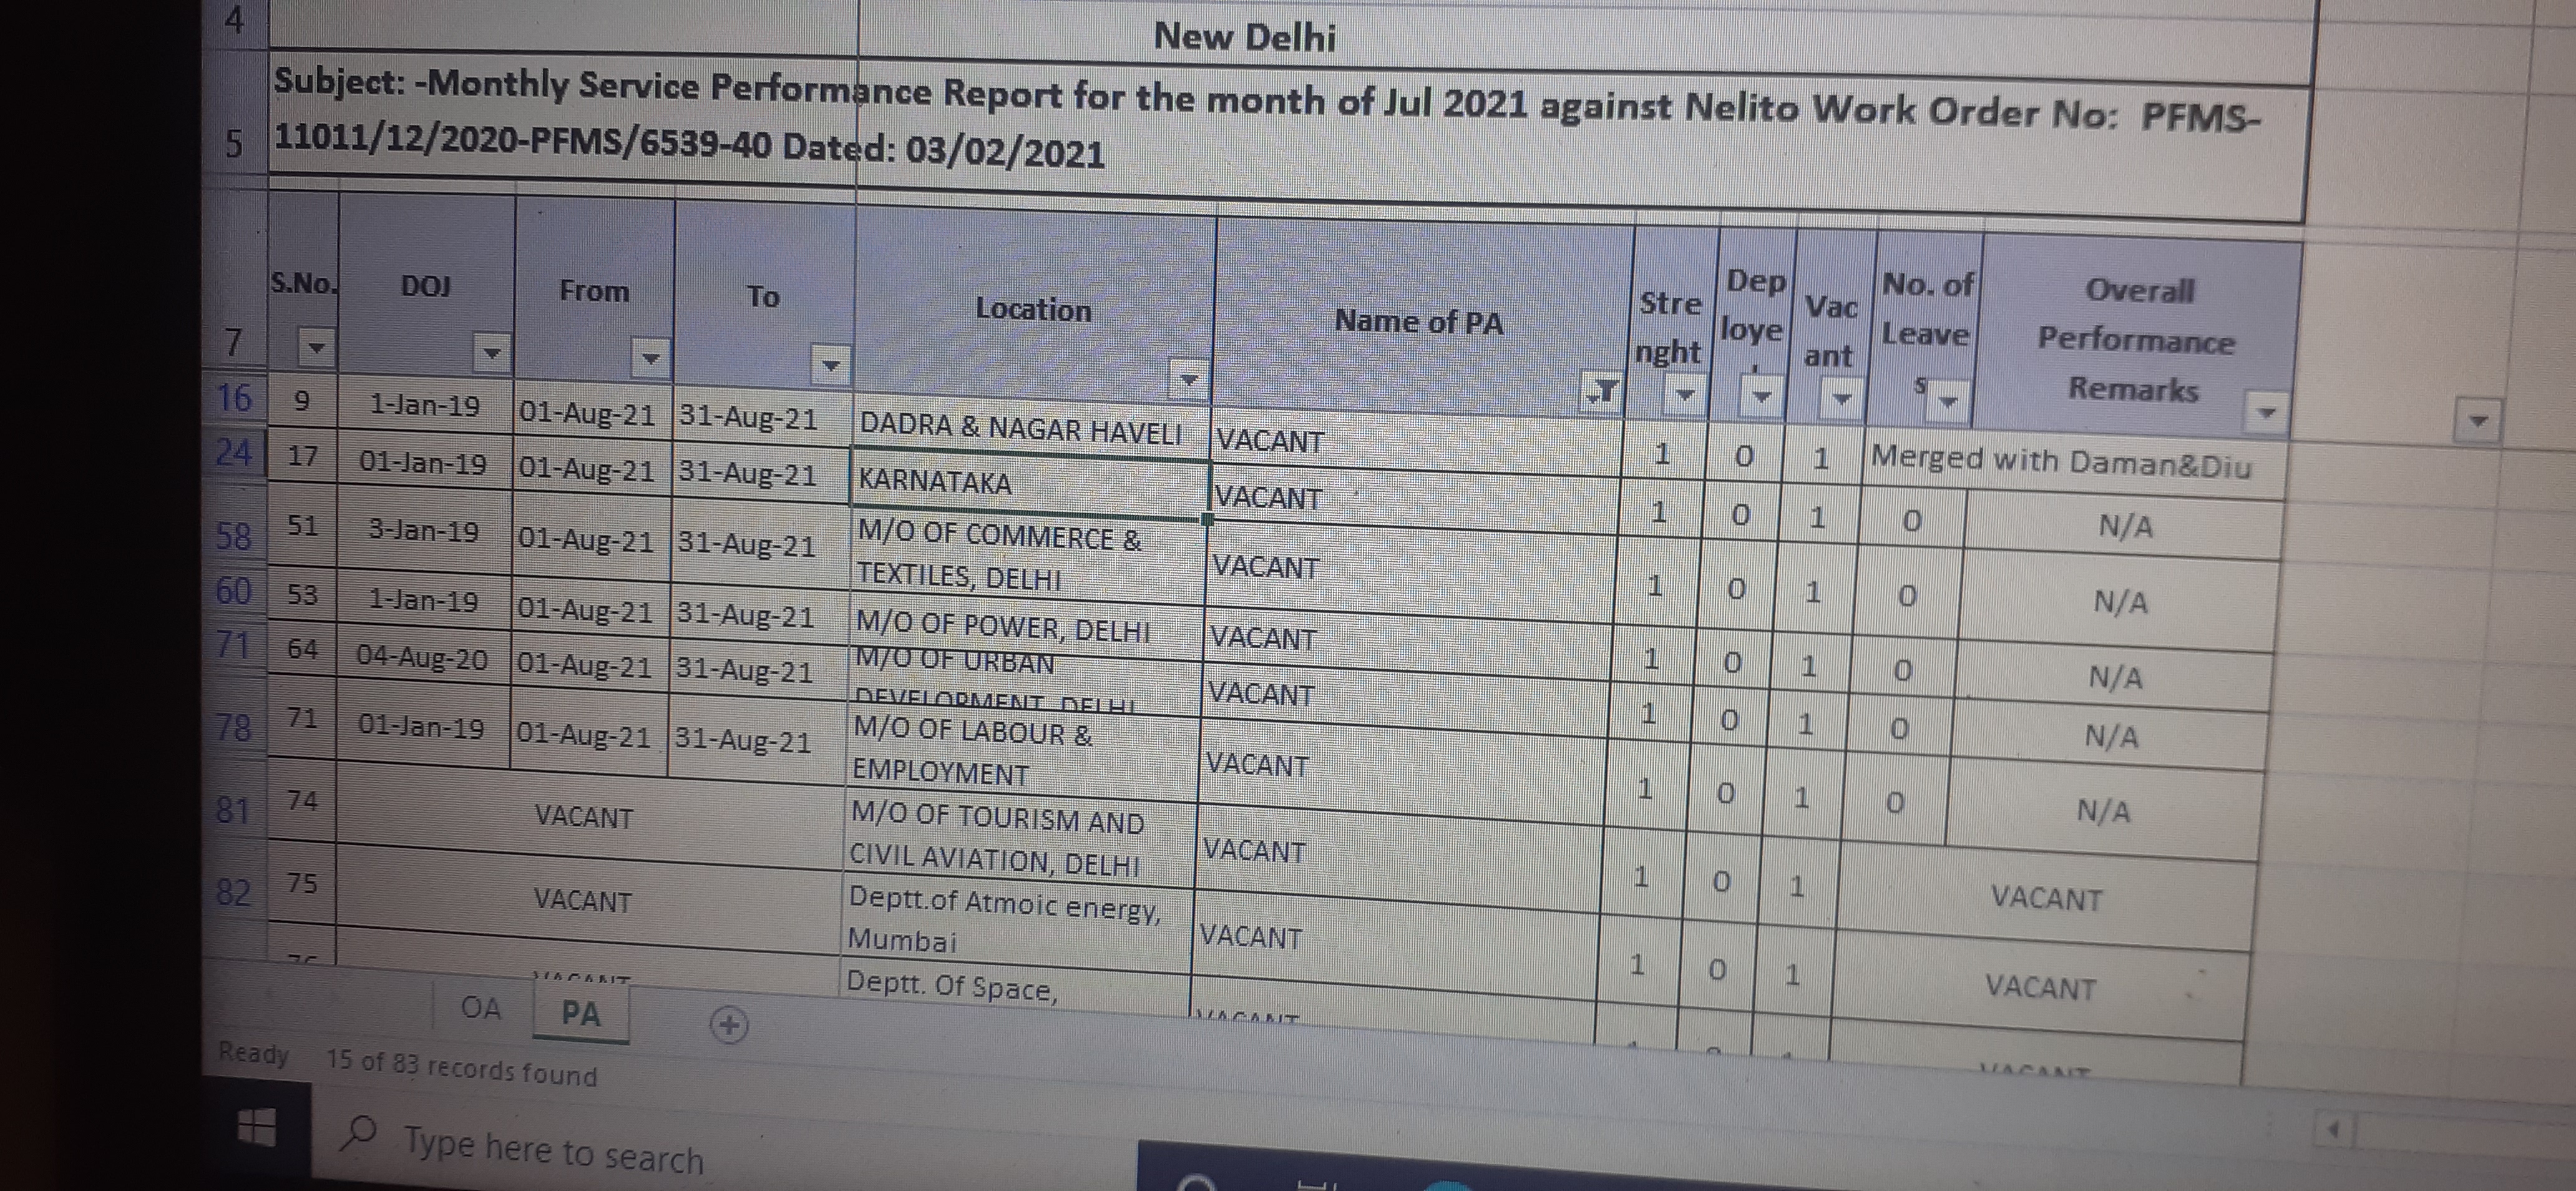 4 New Delhi
Subject: -Monthly Service Performance Report for the month of Jul 2021 against Nelito Work Order No: PFMS-
5 11011/12/2020-PFMS/6539-40 Dated: 03/02/2021
7 S.No. DOJ From To Location Name of PA Stre nght Dep loye Vac ant No. of Leave s Overall Performance Remarks
16 9 1-Jan-19 01-Aug-21 31-Aug-21 DADRA & NAGAR HAVELI VACANT 1 0 1 Merged with Daman&Diu
24 17 01-Jan-19 01-Aug-21 31-Aug-21 KARNATAKA VACANT 1 0 1 0 N/A
58 51 3-Jan-19 01-Aug-21 31-Aug-21 M/O OF COMMERCE & TEXTILES, DELHI VACANT 1 0 1 0 N/A
60 53 1-Jan-19 01-Aug-21 31-Aug-21 M/O OF POWER, DELHI VACANT 1 0 1 0 N/A
71 64 04-Aug-20 01-Aug-21 31-Aug-21 M/O OF URBAN DEVELOPMENT, DELHI VACANT 1 0 1 0 N/A
78 71 01-Jan-19 01-Aug-21 31-Aug-21 M/O OF LABOUR & EMPLOYMENT VACANT 1 0 1 0 N/A
81 74 VACANT M/O OF TOURISM AND CIVIL AVIATION, DELHI VACANT 1 0 1 VACANT
82 75 VACANT Deptt.of Atmoic energy, Mumbai VACANT 1 0 1 VACANT
VACANT Deptt. Of Space, VACANT VACANT
OA PA
Ready 15 of 83 records found
Type here to search